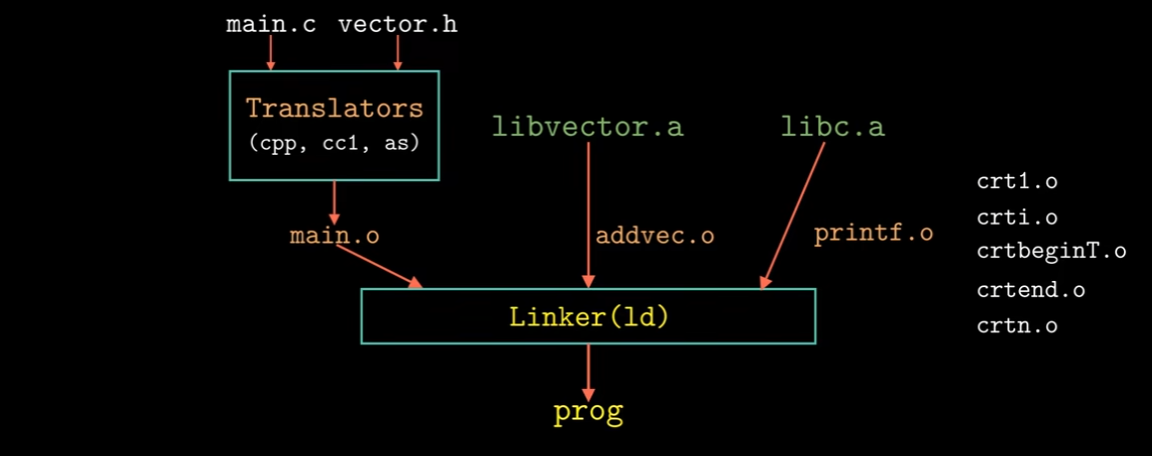 main.c vector.h
Translators
(cpp, cc1, as)
libvector.a
libc.a
main.o
addvec.o
printf.o
crt1.o
crti.o
crtbeginT.o
crtend.o
crtn.o
Linker(ld)
prog